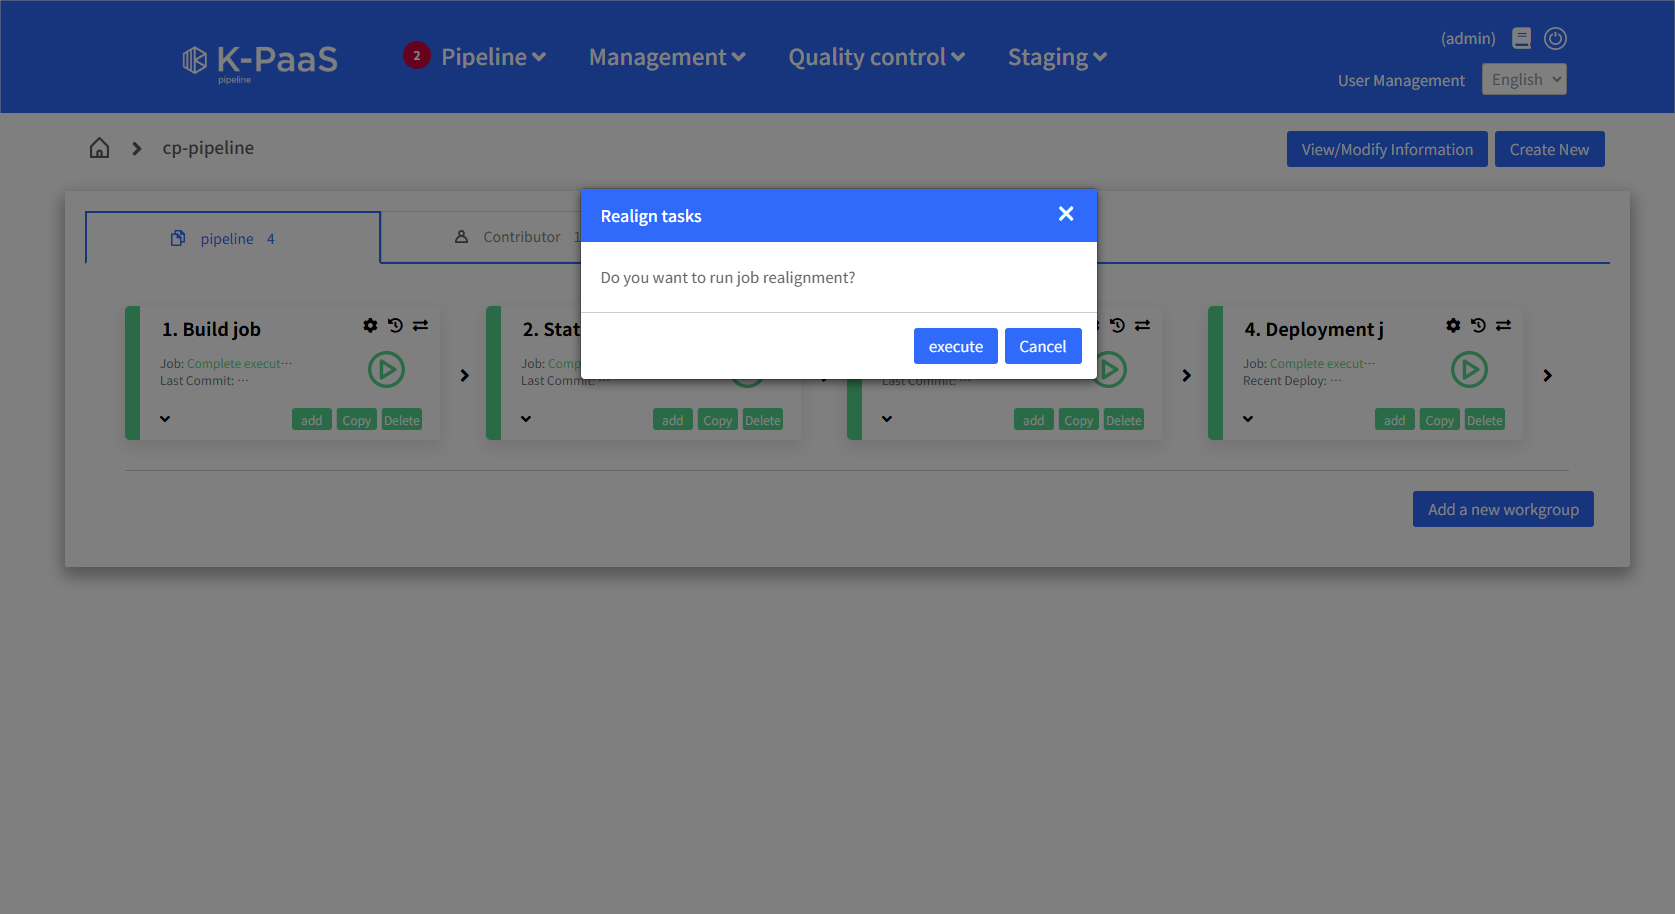 (admin)
K-PaaS
pipeline
2 Pipeline Management Quality control Staging
User Management English
cp-pipeline
View/Modify Information Create New
Realign tasks
pipeline 4
Contributor
Do you want to run job realignment?
1. Build job
Job: Complete execut···
Last Commit: ···
add Copy Delete
2. Stat
Job: Comp
Last Commit: ···
add Copy Delete
Last Commit: ···
add Copy Delete
4. Deployment j
Job: Complete execut···
Recent Deploy: ···
add Copy Delete
execute Cancel
Add a new workgroup